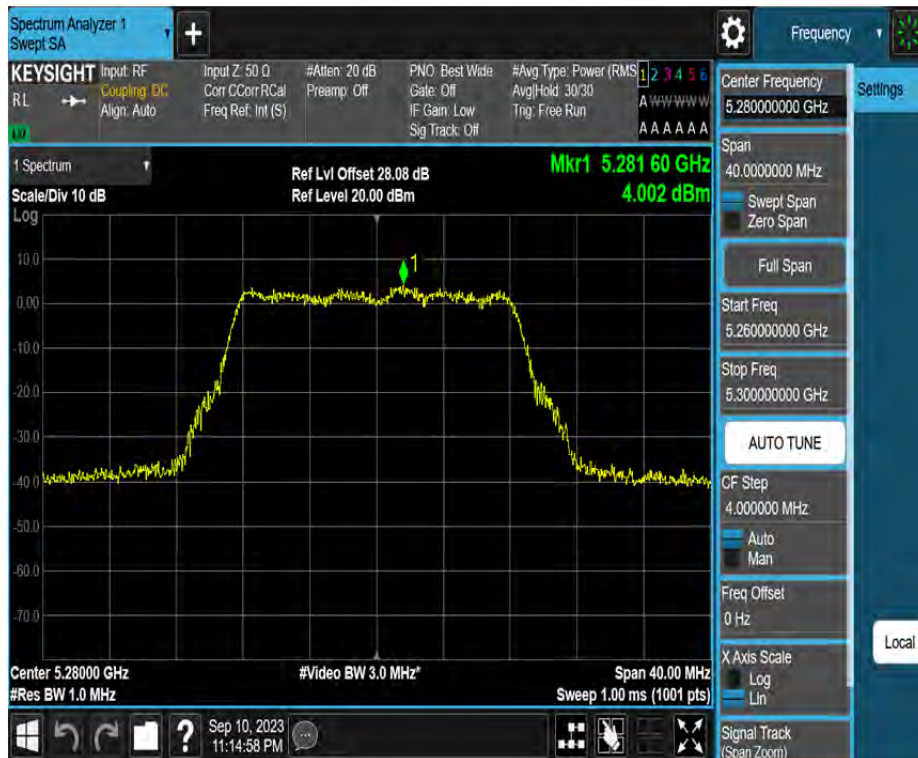 Spectrum Analyzer 1
Swept SA
+
Frequency
KEYSIGHT
RL
Input: RF
Coupling: DC
Align: Auto
Input Z: 50 Ω
Corr CCorr RCal
Freq Ref: Int (S)
#Atten: 20 dB
Preamp: Off
PNO: Best Wide
Gate: Off
IF Gain: Low
Sig Track: Off
#Avg Type: Power (RMS
Avg|Hold: 30/30
Trig: Free Run
1 2 3 4 5 6
A W W W W W
A A A A A A
1 Spectrum
Scale/Div 10 dB
Ref Lvl Offset 28.08 dB
Ref Level 20.00 dBm
Mkr1 5.281 60 GHz
4.002 dBm
Log
10.0
0.00
-10.0
-20.0
-30.0
-40.0
-50.0
-60.0
-70.0
1
Center 5.28000 GHz
#Res BW 1.0 MHz
#Video BW 3.0 MHz*
Span 40.00 MHz
Sweep 1.00 ms (1001 pts)
Center Frequency
5.280000000 GHz
Span
40.0000000 MHz
Swept Span
Zero Span
Full Span
Start Freq
5.260000000 GHz
Stop Freq
5.300000000 GHz
AUTO TUNE
CF Step
4.000000 MHz
Auto
Man
Freq Offset
0 Hz
X Axis Scale
Log
Lin
Signal Track
(Span Zoom)
Settings
Local
?
Sep 10, 2023
11:14:58 PM